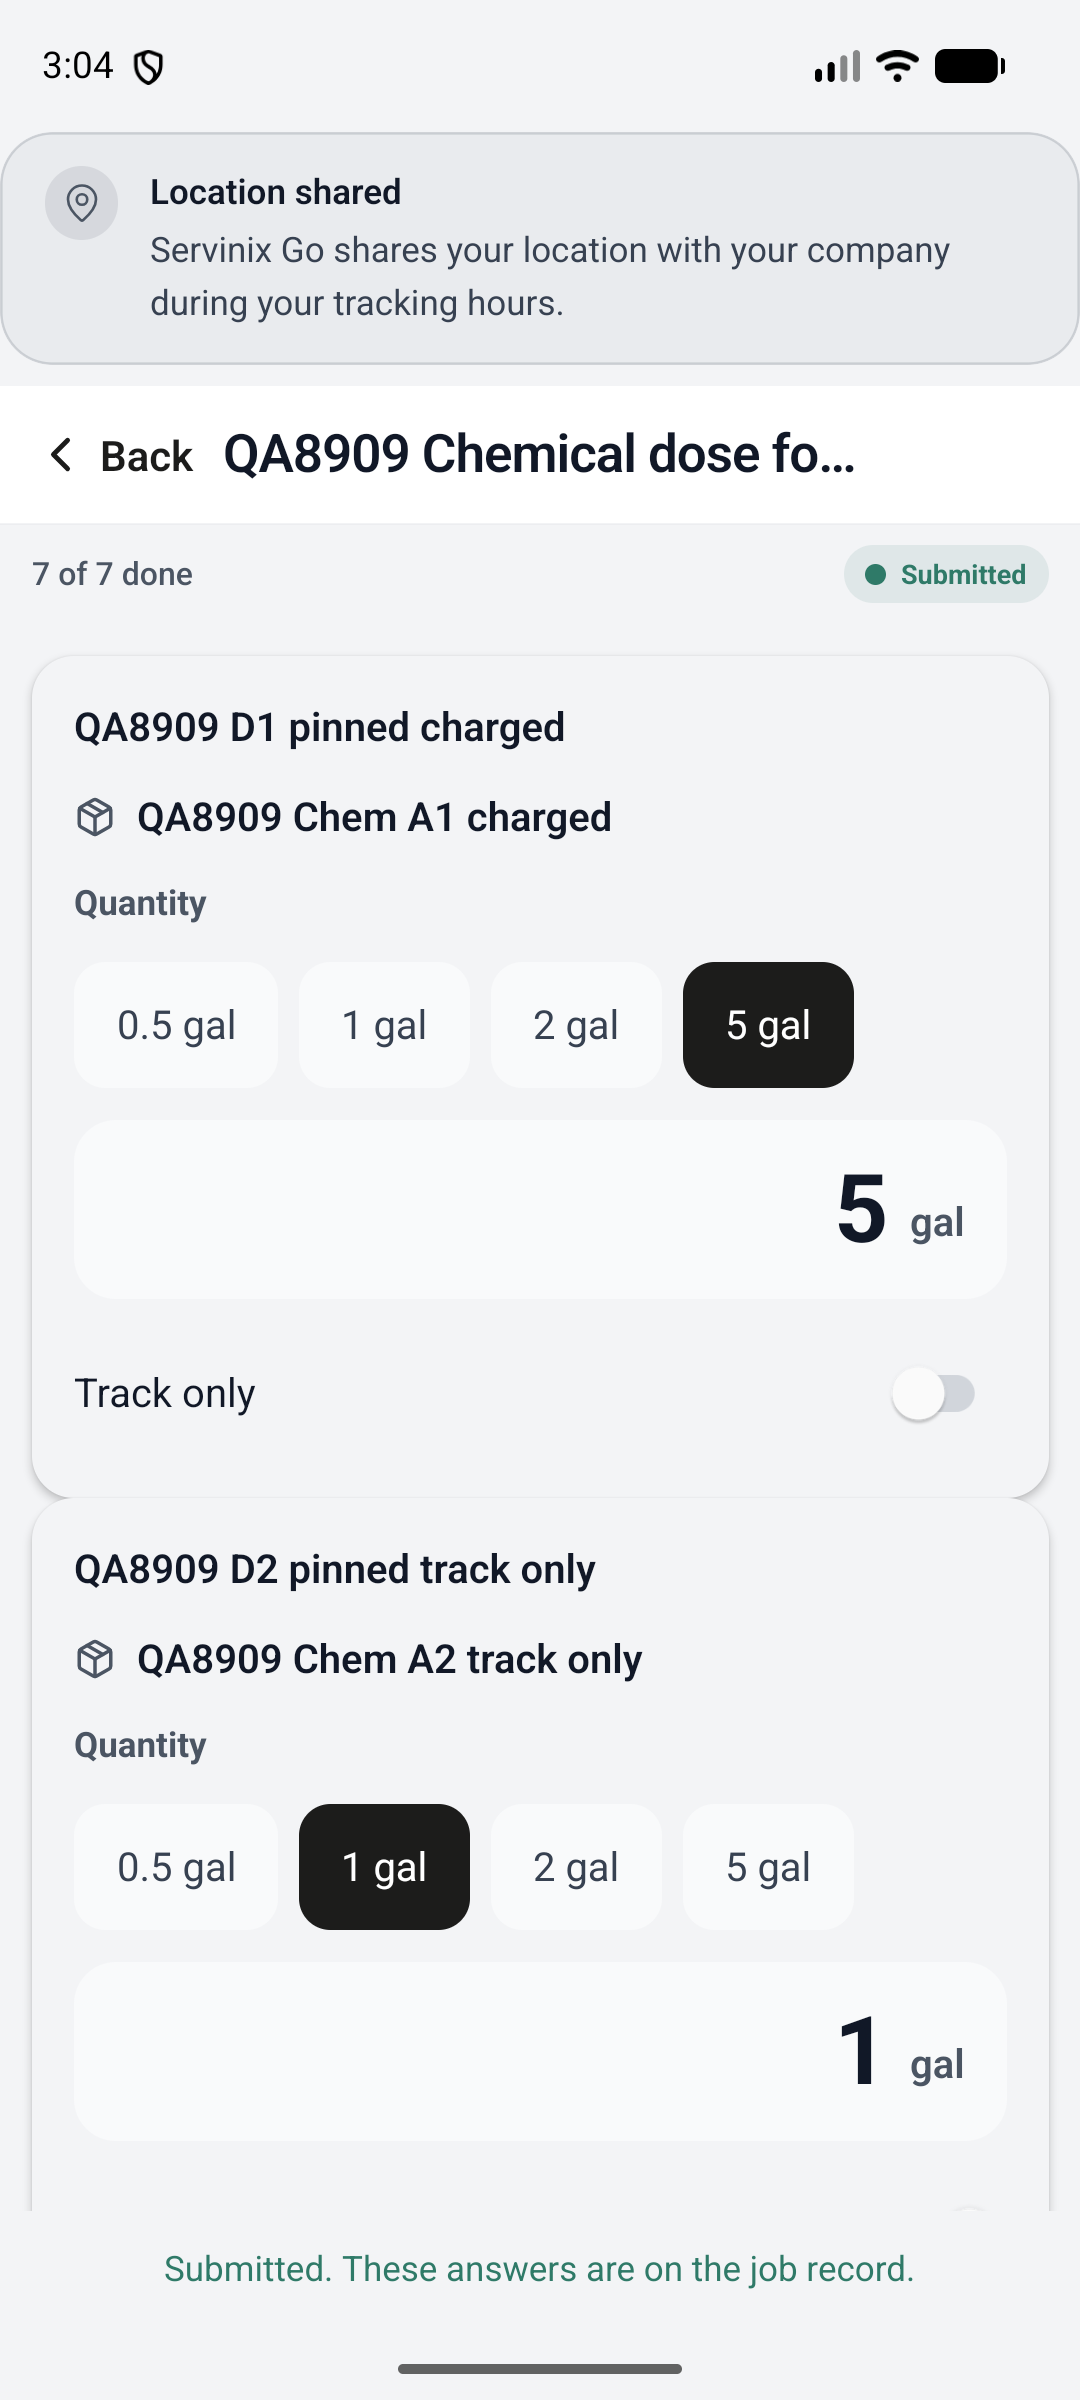 3:04
Location shared
Servinix Go shares your location with your company
during your tracking hours.
Back QA8909 Chemical dose fo...
7 of 7 done
Submitted
QA8909 D1 pinned charged
QA8909 Chem A1 charged
Quantity
0.5 gal 1 gal 2 gal 5 gal
5 gal
Track only
QA8909 D2 pinned track only
QA8909 Chem A2 track only
Quantity
0.5 gal 1 gal 2 gal 5 gal
1 gal
Submitted. These answers are on the job record.